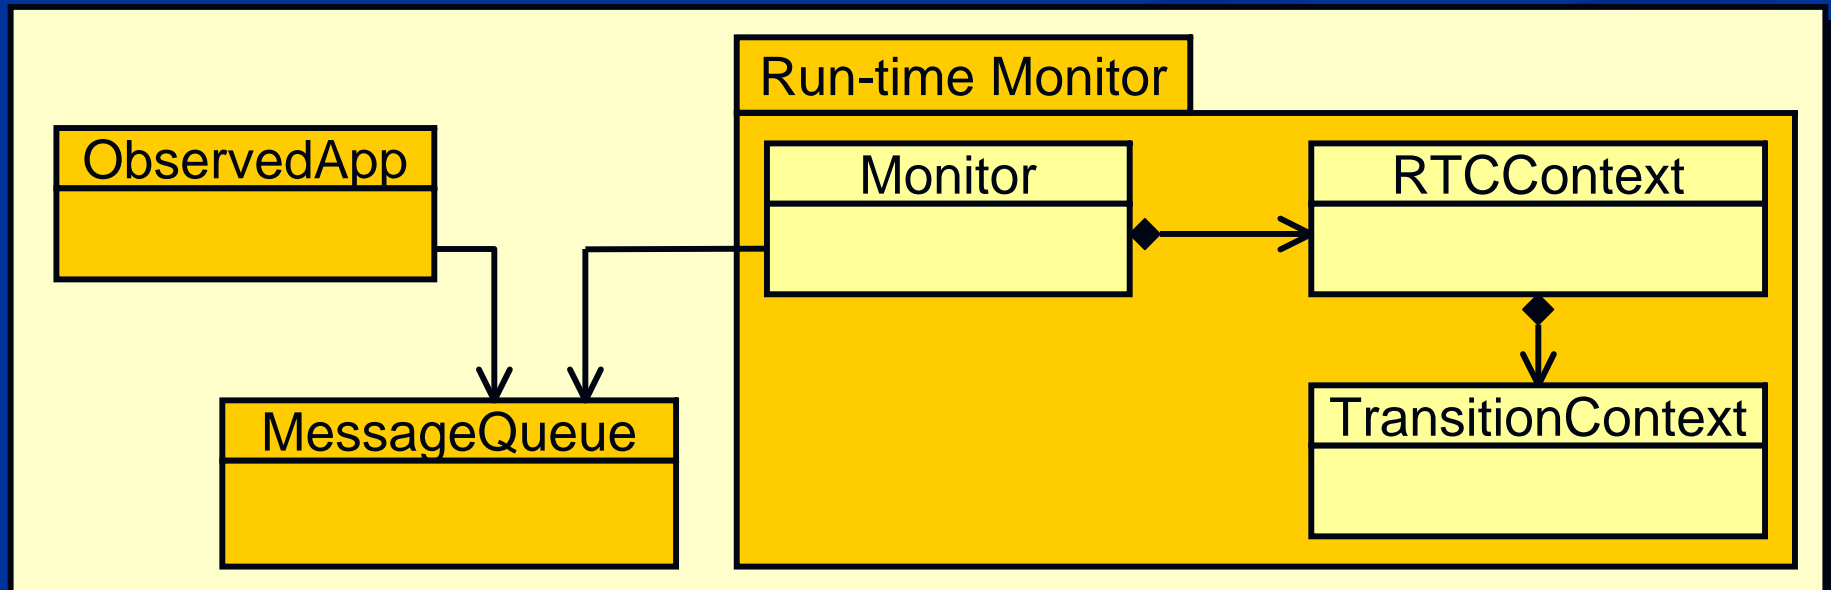 Run-time Monitor
ObservedApp
Monitor
RTCContext
MessageQueue
TransitionContext